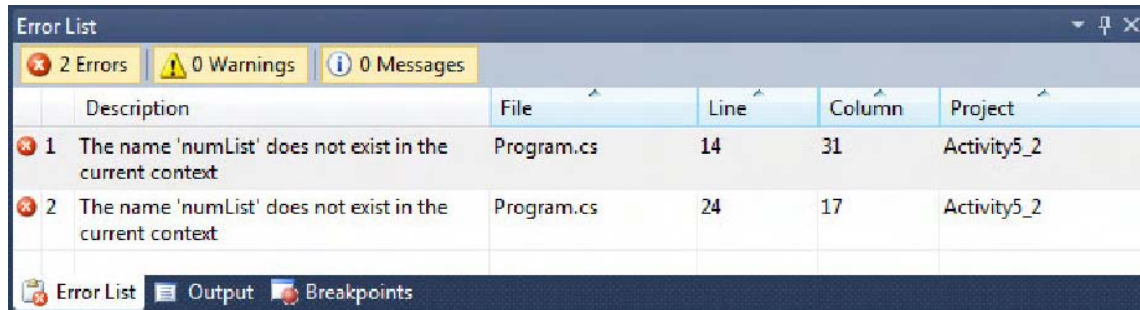 Error List
2 Errors 0 Warnings 0 Messages
Description File Line Column Project
1 The name 'numList' does not exist in the current context Program.cs 14 31 Activity5_2
2 The name 'numList' does not exist in the current context Program.cs 24 17 Activity5_2
Error List Output Breakpoints